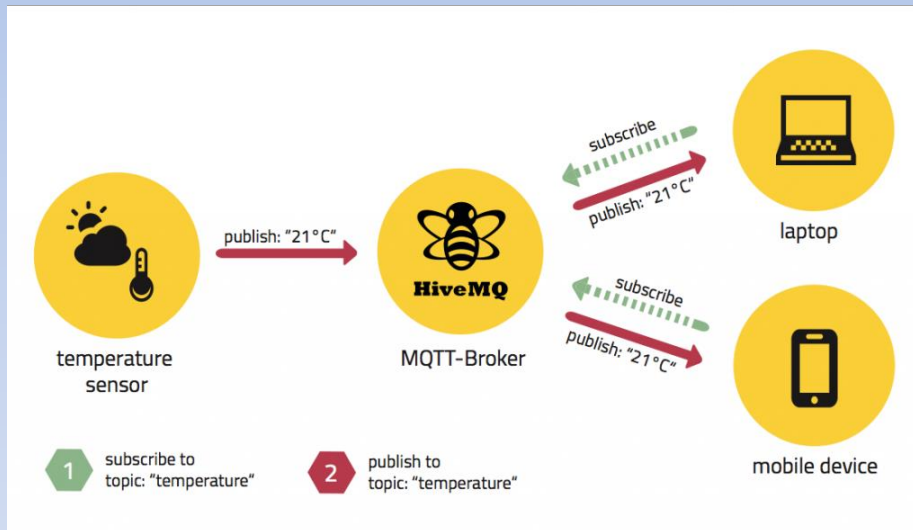 publish: "21°C"
temperature
sensor
HiveMQ
MQTT-Broker
subscribe
publish: "21°C"
laptop
subscribe
publish: "21°C"
mobile device
1
subscribe to
topic: "temperature"
2
publish to
topic: "temperature"